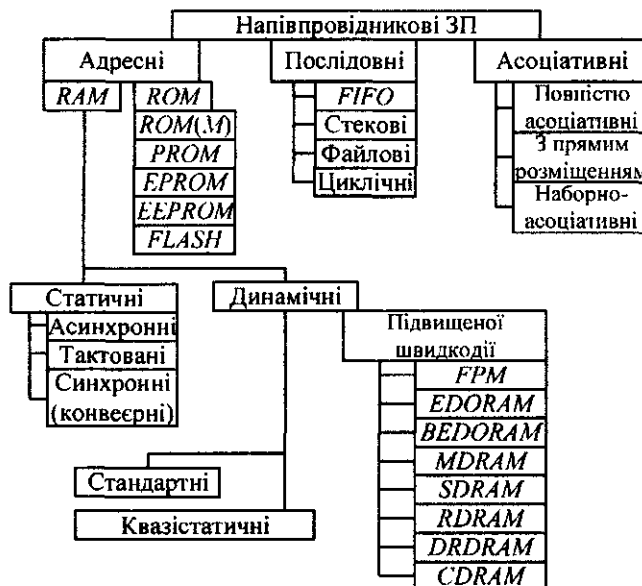 Напівпровідникові ЗП
Адресні
Послідовні
Асоціативні
RAM
ROM
ROM(M)
PROM
EPROM
EEPROM
FLASH
FIFO
Стекові
Файлові
Циклічні
Повністю
асоціативні
З прямим
розміщенням
Наборно-
асоціативні
Статичні
Асинхронні
Тактовані
Синхронні
(конвеєрні)
Динамічні
Підвищеної
швидкодії
FPM
EDORAM
BEDORAM
MDRAM
SDRAM
RDRAM
DRDRAM
CDRAM
Стандартні
Квазістатичні